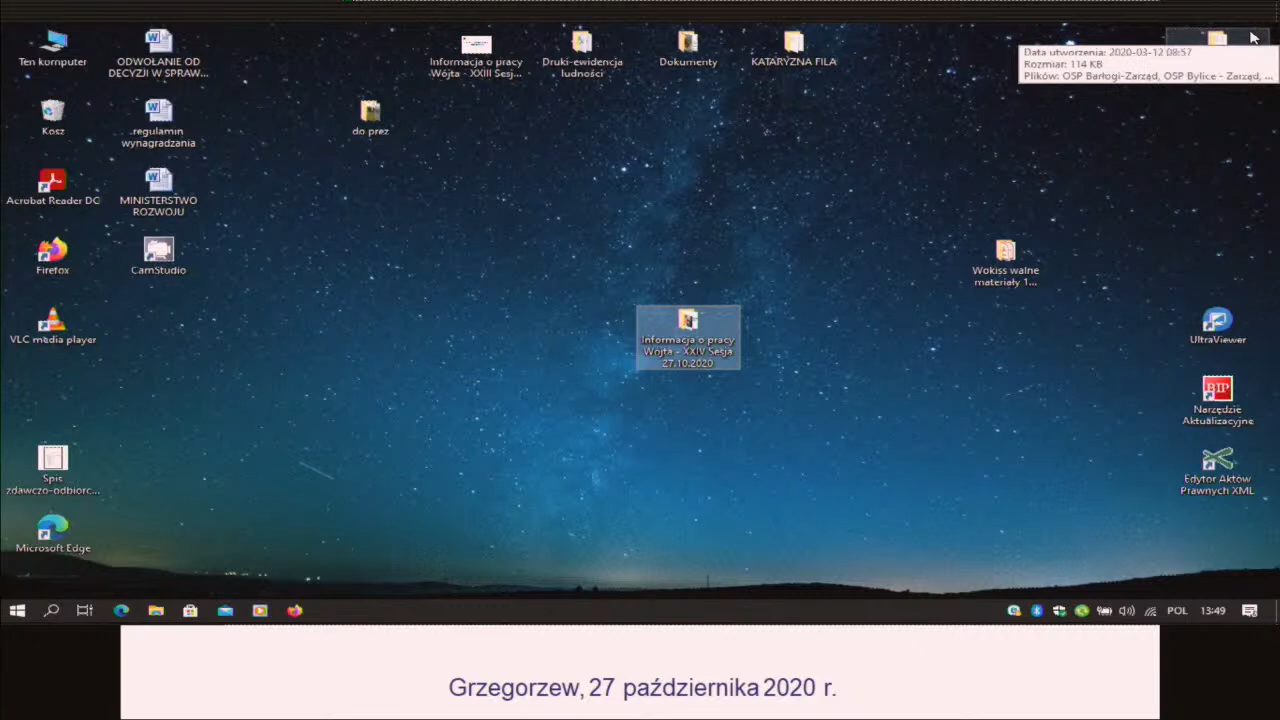 Ten komputer
ODWOŁANIE OD
DECYZJI W SPRAW...
Informacja o pracy
Wójta - XXIII Sesj...
Druki-ewidencja
ludności
Dokumenty
KATARZYNA FILA
Data utworzenia: 2020-03-12 08:57
Rozmiar: 114 KB
Plików: OSP Barłogi-Zarząd, OSP Bylice - Zarząd, ...
Kosz
.regulamin
wynagradzania
do prez
Acrobat Reader DC
MINISTERSTWO
ROZWOJU
Firefox
CamStudio
Wokiss walne
materiały 1...
VLC media player
Informacja o pracy
Wójta - XXIV Sesja
27.10.2020
UltraViewer
BIP
Narzędzie
Aktualizacyjne
Spis
zdawczo-odbiorc...
Edytor Aktów
Prawnych XML
Microsoft Edge
POL
13:49
Grzegorzew, 27 października 2020 r.